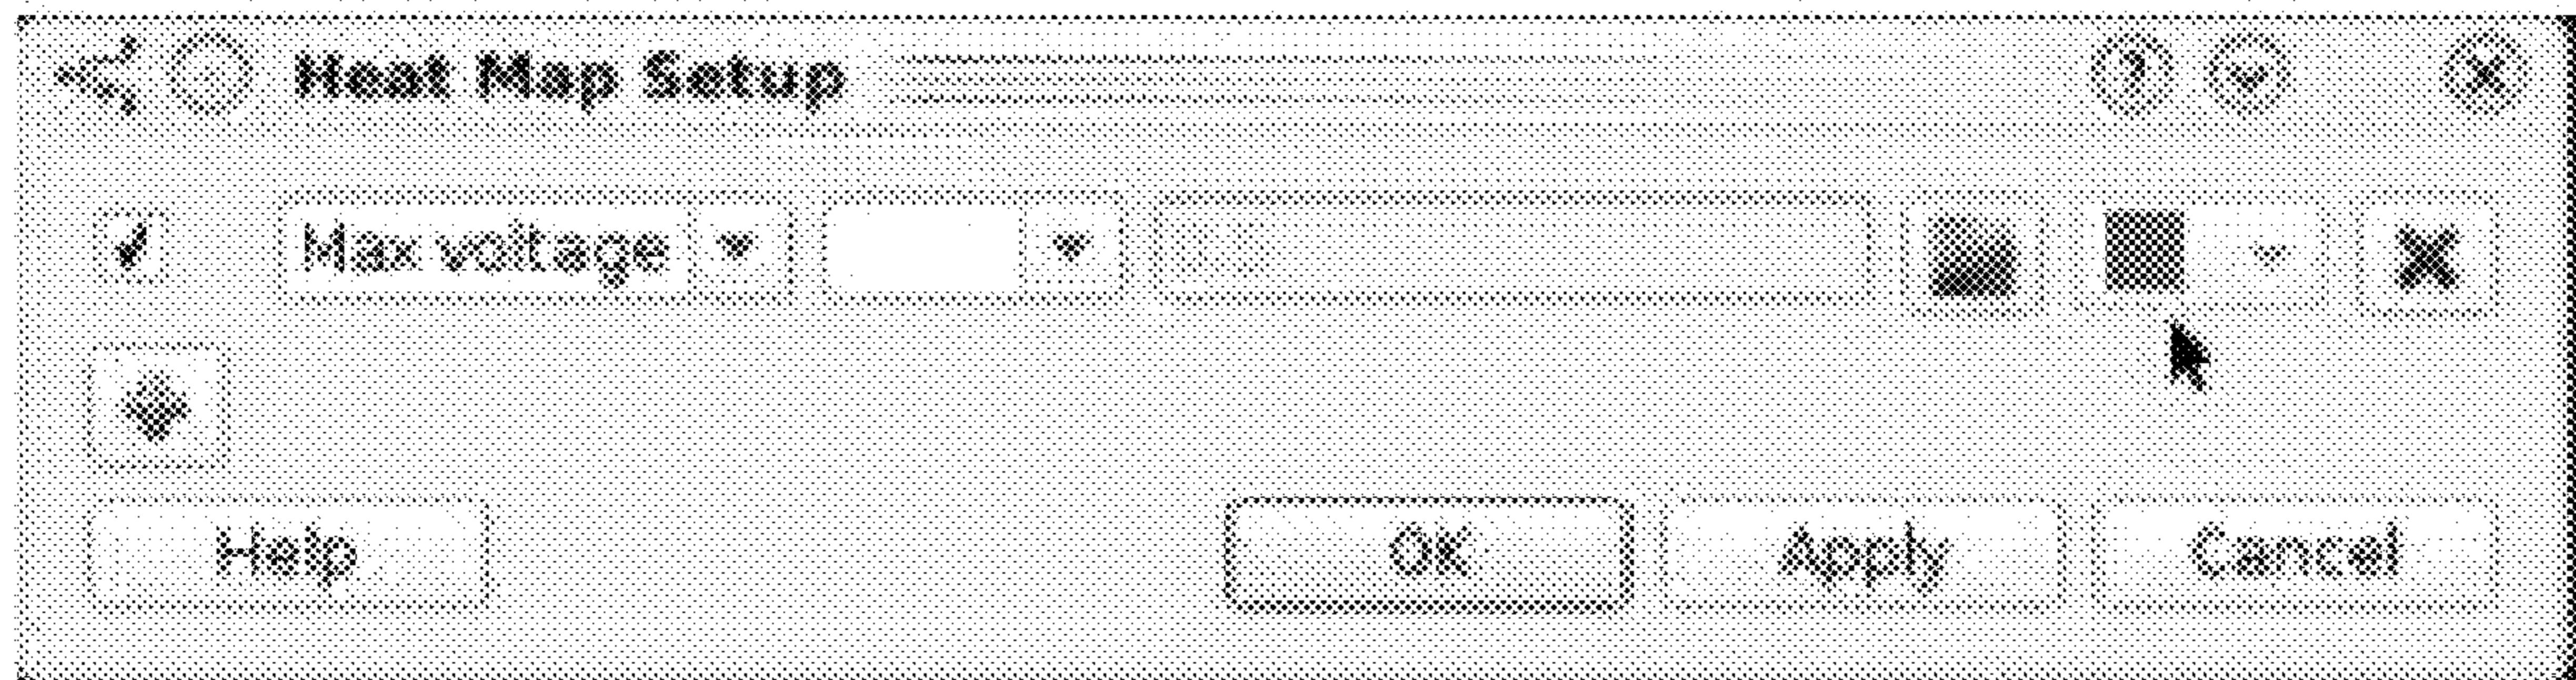 Heat Map Setup
Max voltage
Help OK Apply Cancel